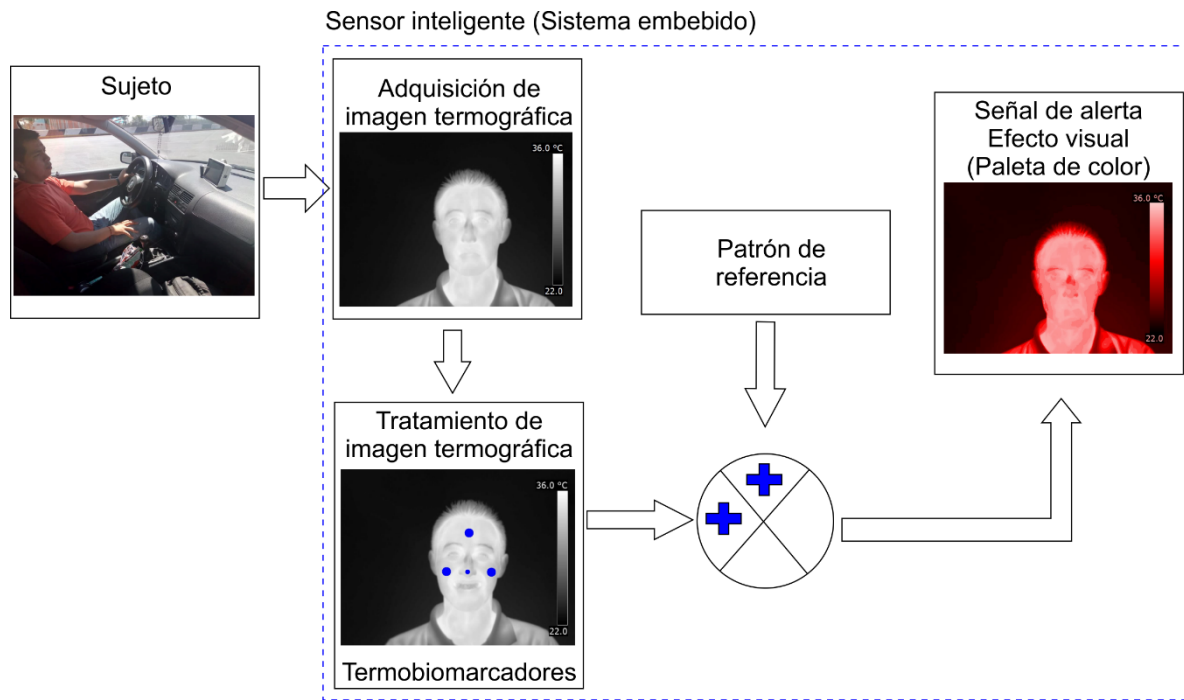 Sensor inteligente (Sistema embebido)
Sujeto
Adquisición de
imagen termográfica
36.0 °C
22.0
Patrón de
referencia
Señal de alerta
Efecto visual
(Paleta de color)
36.0 °C
22.0
Tratamiento de
imagen termográfica
36.0 °C
22.0
Termobiomarcadores